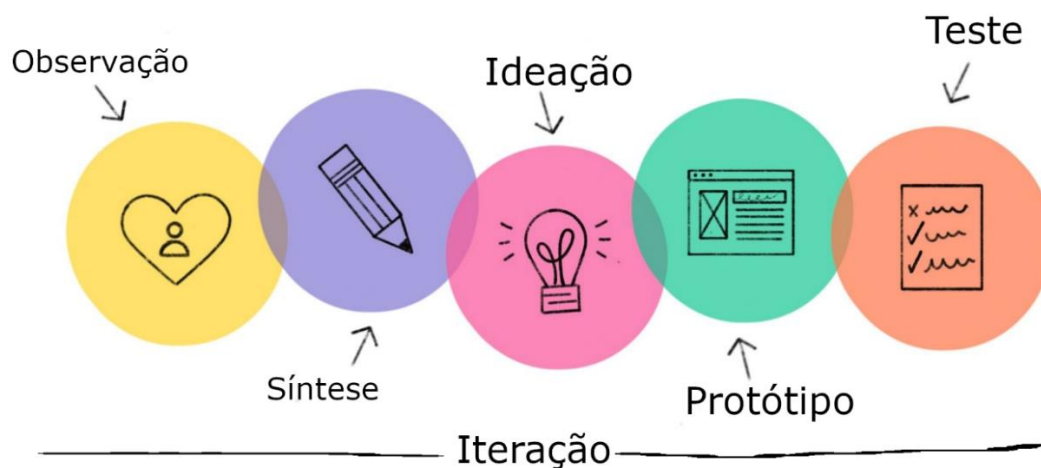 Observação
Síntese
Ideação
Protótipo
Teste
Iteração